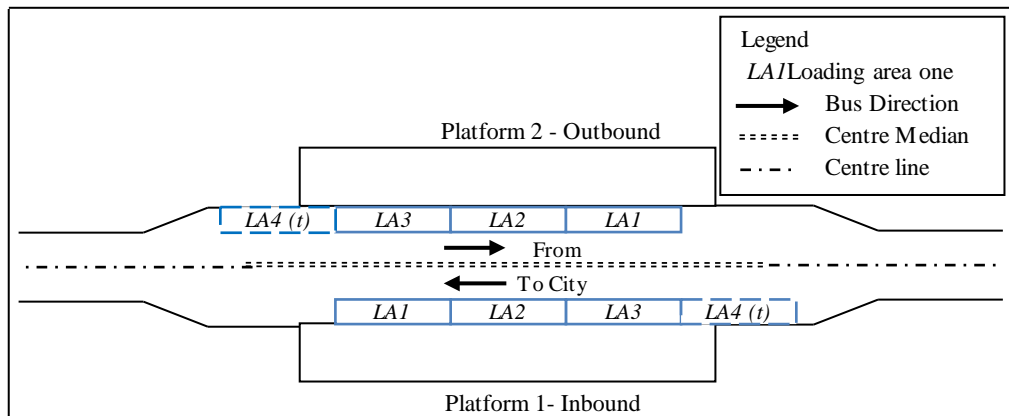 Legend
LA1Loading area one
Bus Direction
Centre Median
Centre line
Platform 2 - Outbound
LA4 (t) LA3 LA2 LA1
From
To City
LA1 LA2 LA3 LA4 (t)
Platform 1- Inbound